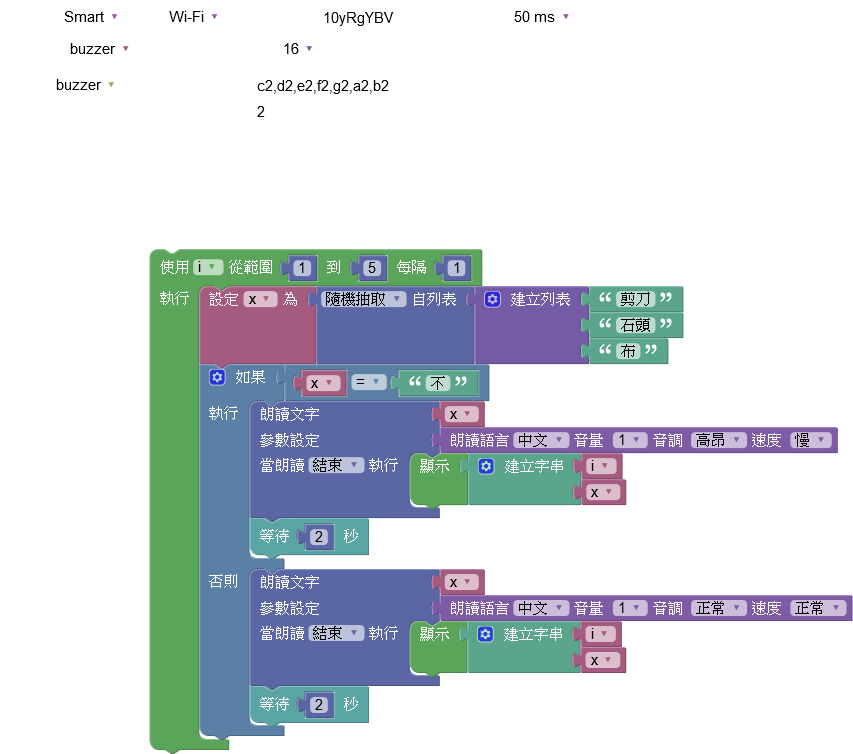 Smart Wi-Fi 10yRgYBV 50 ms
buzzer 16
buzzer c2,d2,e2,f2,g2,a2,b2
2
使用 i 從範圍 1 到 5 每隔 1
執行 設定 x 為 隨機抽取 自列表 建立列表 “ 剪刀 ”
“ 石頭 ”
“ 布 ”
如果 x = “ 不 ”
執行 朗讀文字 x
參數設定 朗讀語言 中文 音量 1 音調 高昂 速度 慢
當朗讀 結束 執行 顯示 建立字串 i
x
等待 2 秒
否則 朗讀文字 x
參數設定 朗讀語言 中文 音量 1 音調 正常 速度 正常
當朗讀 結束 執行 顯示 建立字串 i
x
等待 2 秒